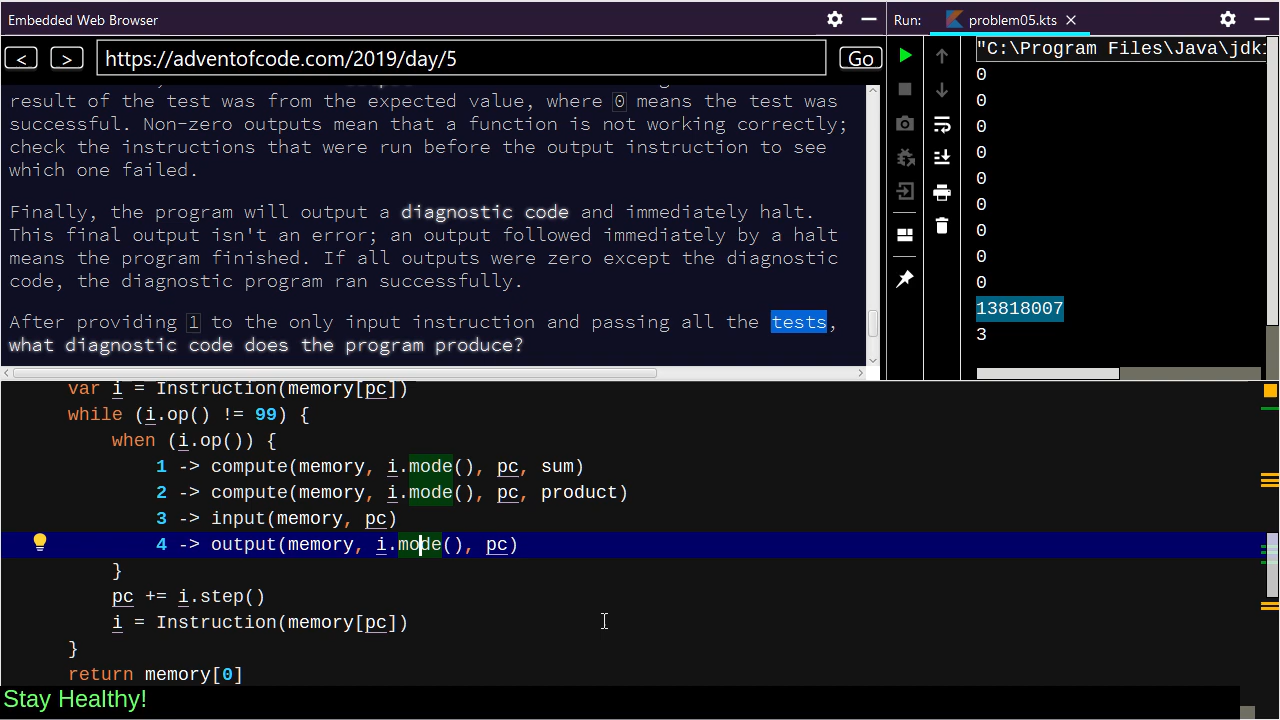 Embedded Web Browser
< > https://adventofcode.com/2019/day/5 Go
result of the test was from the expected value, where 0 means the test was
successful. Non-zero outputs mean that a function is not working correctly;
check the instructions that were run before the output instruction to see
which one failed.
Finally, the program will output a diagnostic code and immediately halt.
This final output isn't an error; an output followed immediately by a halt
means the program finished. If all outputs were zero except the diagnostic
code, the diagnostic program ran successfully.
After providing 1 to the only input instruction and passing all the tests,
what diagnostic code does the program produce?
Run: problem05.kts
"C:\Program Files\Java\jdk
0
0
0
0
0
0
0
0
0
13818007
3
var i = Instruction(memory[pc])
while (i.op() != 99) {
when (i.op()) {
1 -> compute(memory, i.mode(), pc, sum)
2 -> compute(memory, i.mode(), pc, product)
3 -> input(memory, pc)
4 -> output(memory, i.mode(), pc)
}
pc += i.step()
i = Instruction(memory[pc])
}
return memory[0]
Stay Healthy!